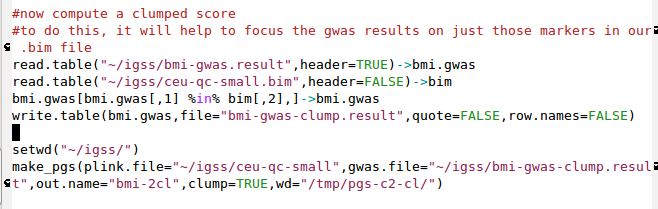 #now compute a clumped score
#to do this, it will help to focus the gwas results on just those markers in our
.bim file
read.table("~/igss/bmi-gwas.result",header=TRUE)->bmi.gwas
read.table("~/igss/ceu-qc-small.bim",header=FALSE)->bim
bmi.gwas[bmi.gwas[,1] %in% bim[,2],]->bmi.gwas
write.table(bmi.gwas,file="bmi-gwas-clump.result",quote=FALSE,row.names=FALSE)
setwd("~/igss/")
make_pgs(plink.file="~/igss/ceu-qc-small",gwas.file="~/igss/bmi-gwas-clump.resul
t",out.name="bmi-2cl",clump=TRUE,wd="/tmp/pgs-c2-cl/")